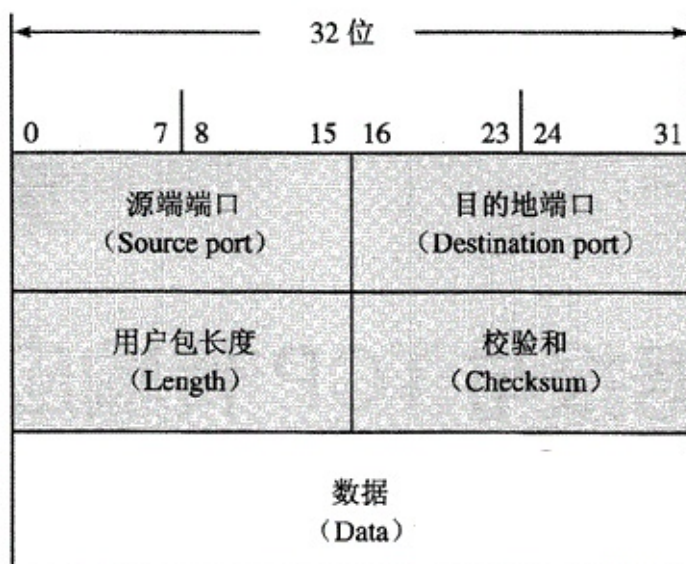 32 位
0 7 8 15 16 23 24 31
源端端口 目的地端口
（Source port） （Destination port）
用户包长度 校验和
（Length） （Checksum）
数据
（Data）